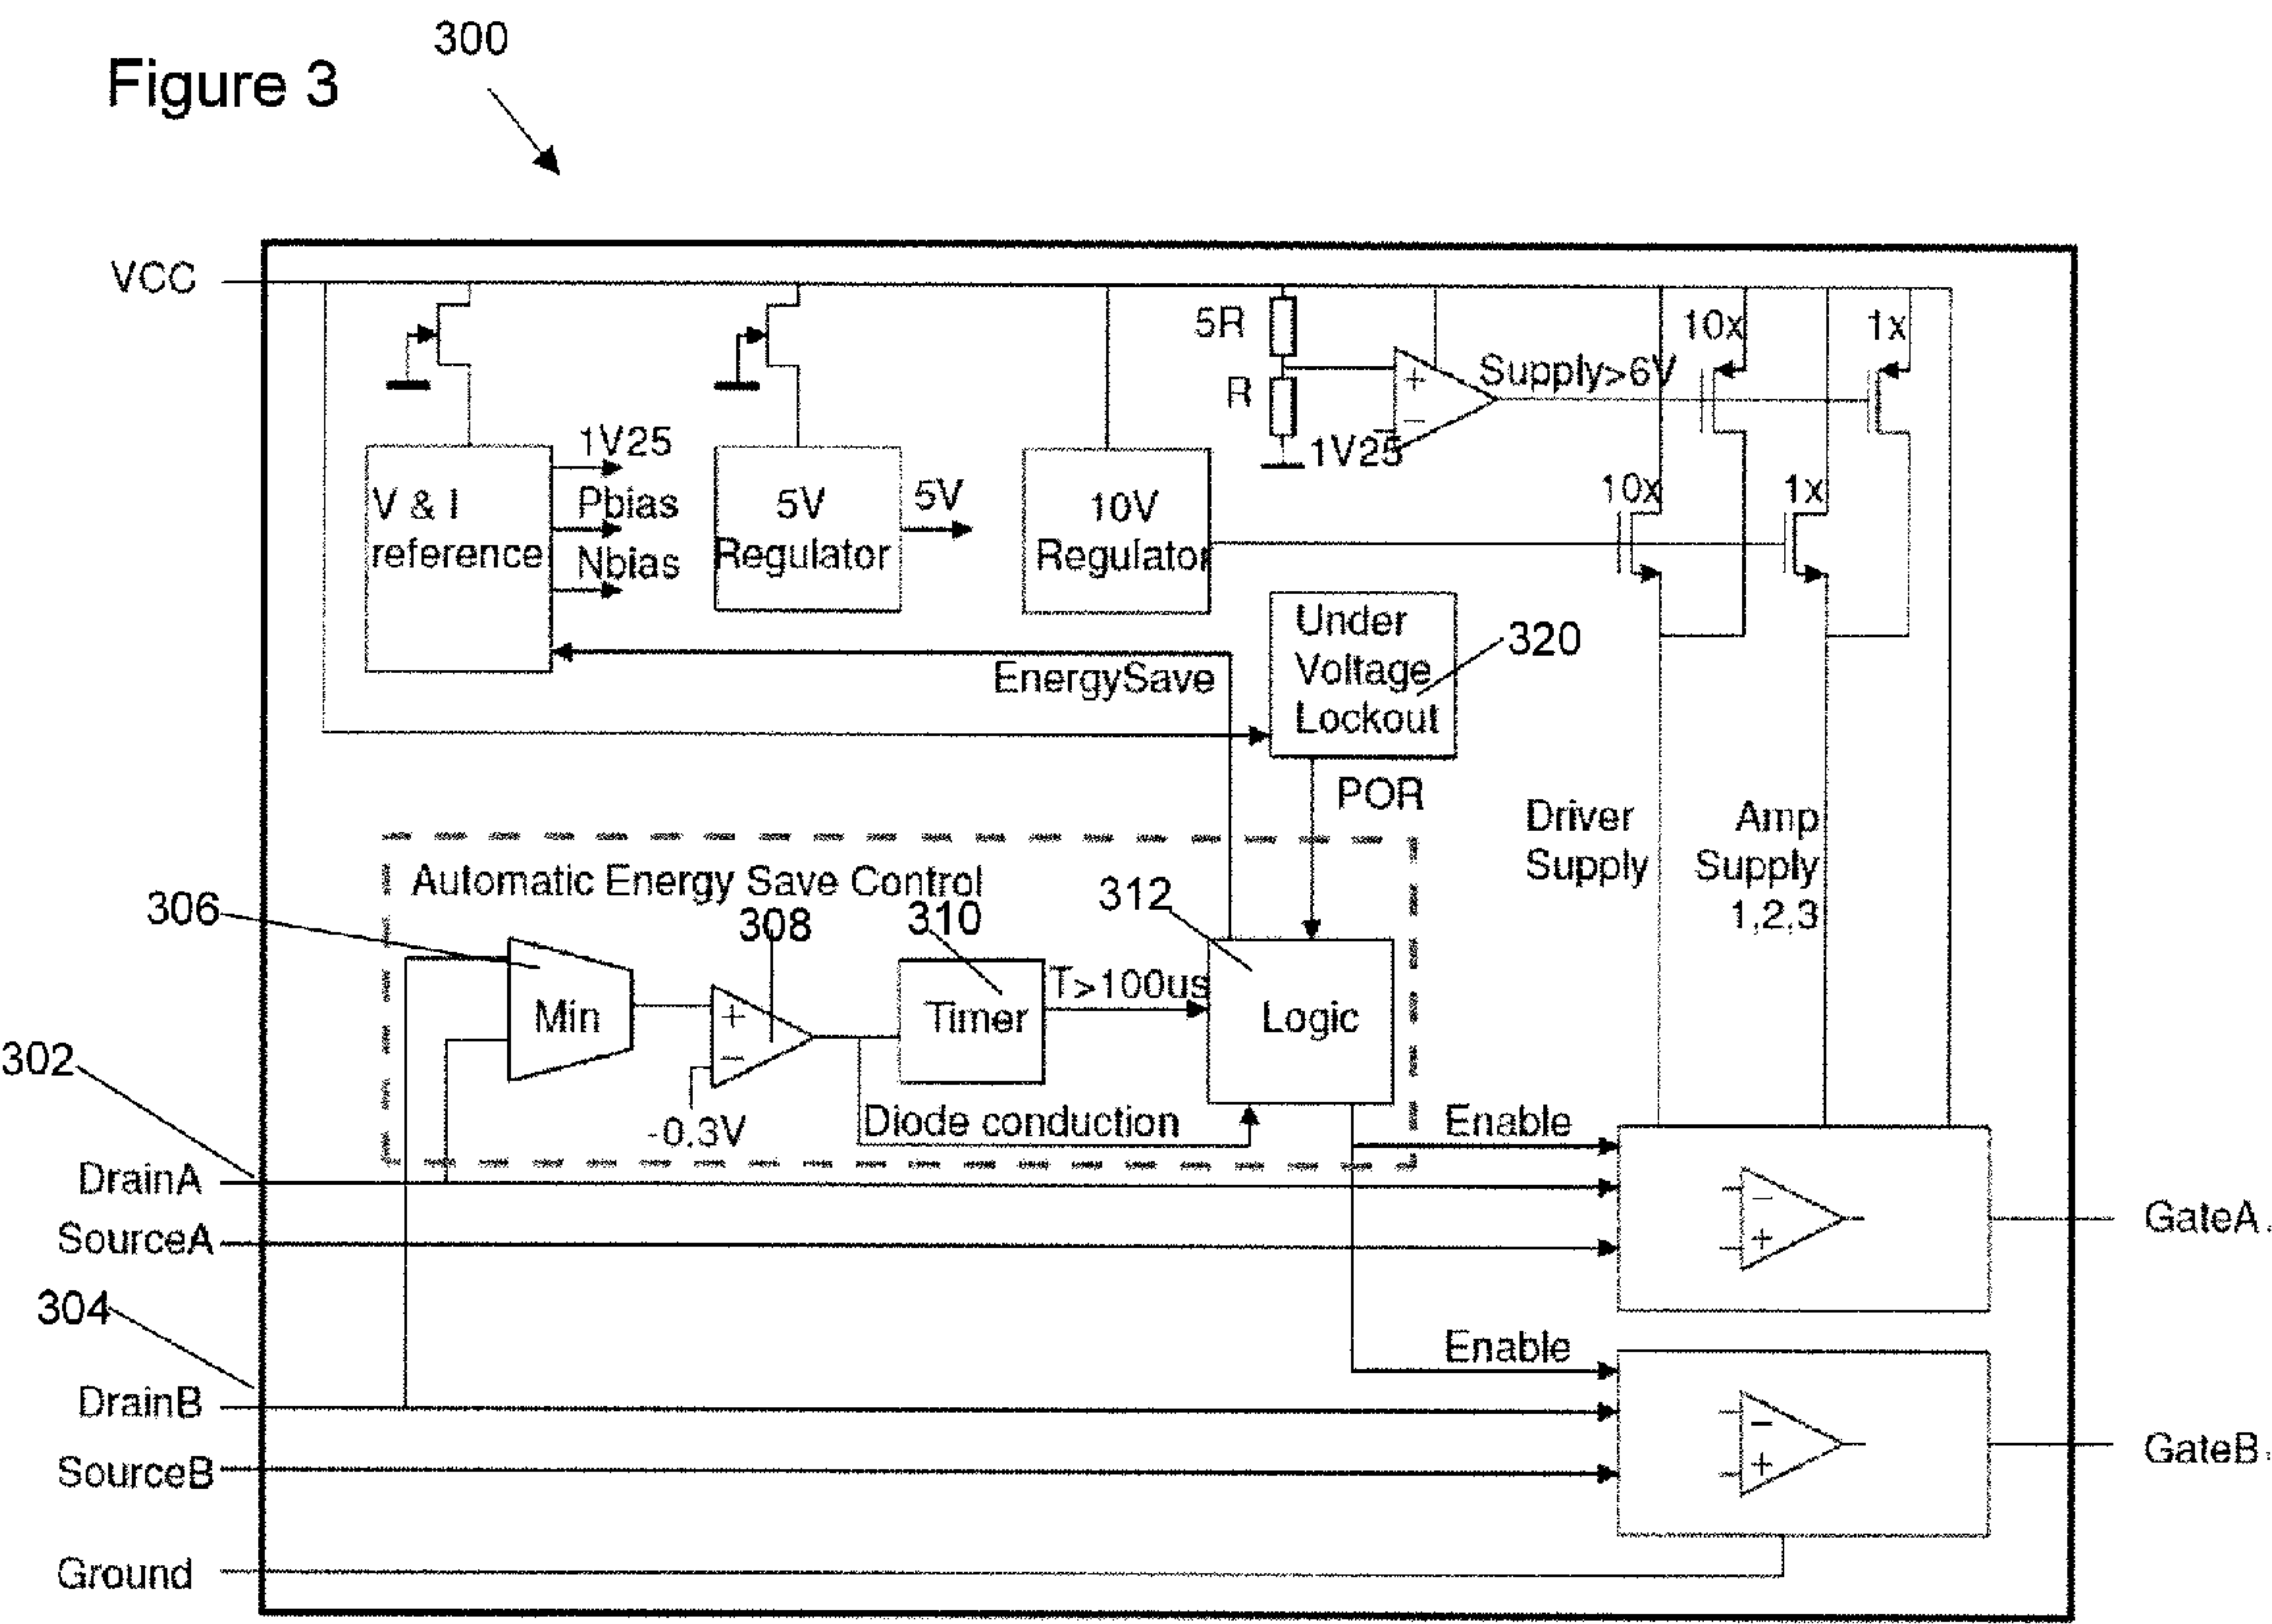 Figure 3
300
VCC
5R
R
1V25
+
−
Supply>6V
10x
1x
10x
1x
V & I
reference
1V25
Pbias
Nbias
5V
Regulator
5V
10V
Regulator
Under
Voltage
Lockout
320
EnergySave
POR
Driver
Supply
Amp
Supply
1,2,3
Automatic Energy Save Control
306
308
310
312
Min
+
−
-0.3V
Timer
T>100us
Logic
Diode conduction
302
DrainA
SourceA
304
DrainB
SourceB
Ground
Enable
−
+
GateA
Enable
−
+
GateB